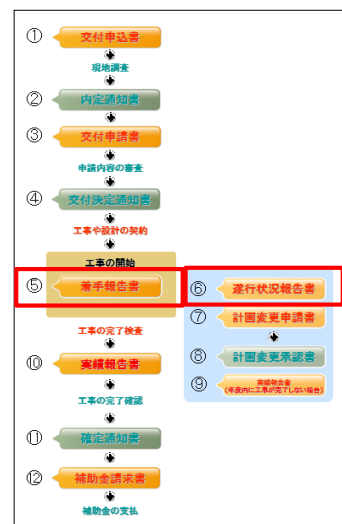 ① 交付申込書
現地調査
② 内定通知書
③ 交付申請書
申請内容の審査
④ 交付決定通知書
工事や設計の契約
工事の開始
⑤ 着手報告書
⑥ 遂行状況報告書
⑦ 計画変更申請書
⑧ 計画変更承認書
⑨ 実績報告書
(年度内に工事が完了しない場合)
工事の完了検査
⑩ 実績報告書
工事の完了確認
⑪ 確定通知書
⑫ 補助金請求書
補助金の支払